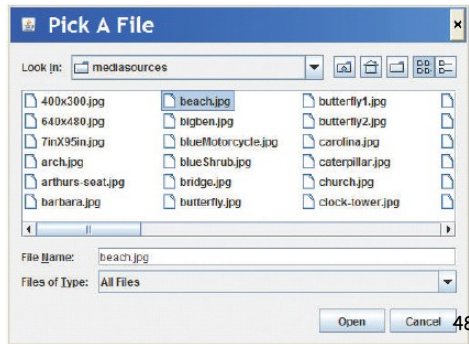 Pick A File
Look In: mediasources
400x300.jpg beach.jpg butterfly1.jpg
640x480.jpg bigben.jpg butterfly2.jpg
7inX95in.jpg blueMotorcycle.jpg carolina.jpg
arch.jpg blueShrub.jpg caterpillar.jpg
arthurs-seat.jpg bridge.jpg church.jpg
barbara.jpg butterfly.jpg clock-tower.jpg
File Name: beach.jpg
Files of Type: All Files
Open Cancel 48